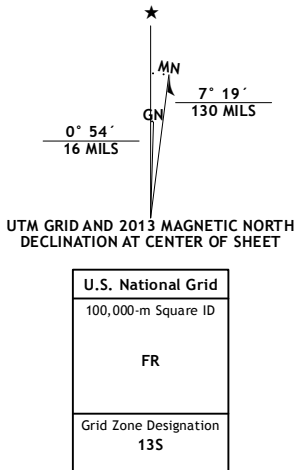 ★
MN
7° 19´
130 MILS
GN
0° 54´
16 MILS
UTM GRID AND 2013 MAGNETIC NORTH
DECLINATION AT CENTER OF SHEET
U.S. National Grid
100,000-m Square ID
FR
Grid Zone Designation
13S